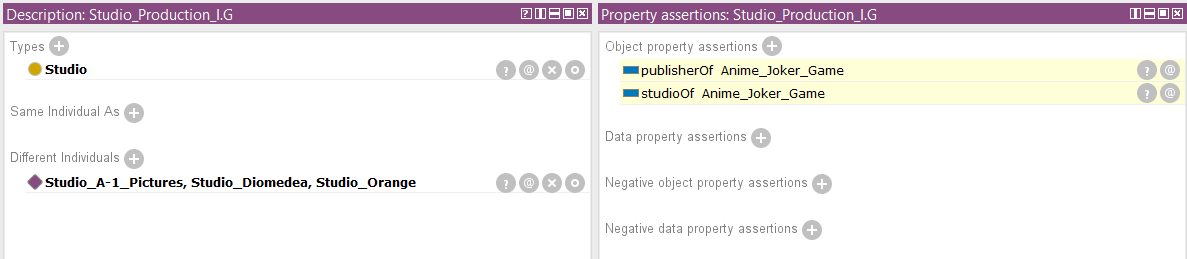 Description: Studio_Production_I.G
Types
Studio
Same Individual As
Different Individuals
Studio_A-1_Pictures, Studio_Diomedea, Studio_Orange
Property assertions: Studio_Production_I.G
Object property assertions
publisherOf Anime_Joker_Game
studioOf Anime_Joker_Game
Data property assertions
Negative object property assertions
Negative data property assertions